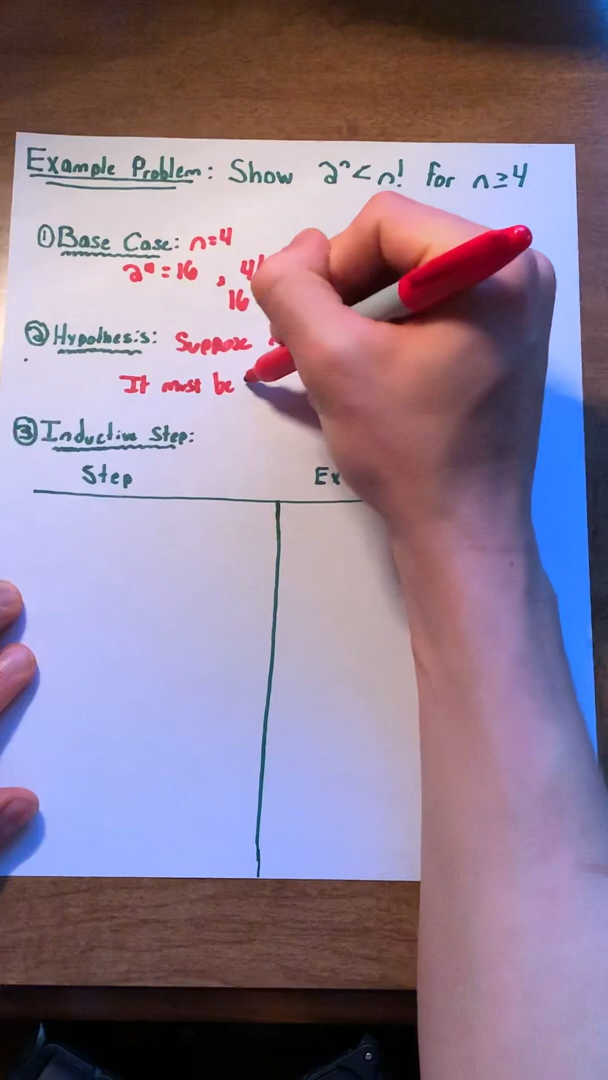 Example Problem: Show 2ⁿ < n! for n ≥ 4
① Base Case: n=4
2ⁿ = 16 , 4!
16
② Hypothesis: Suppose
It must be
③ Inductive Step:
Step